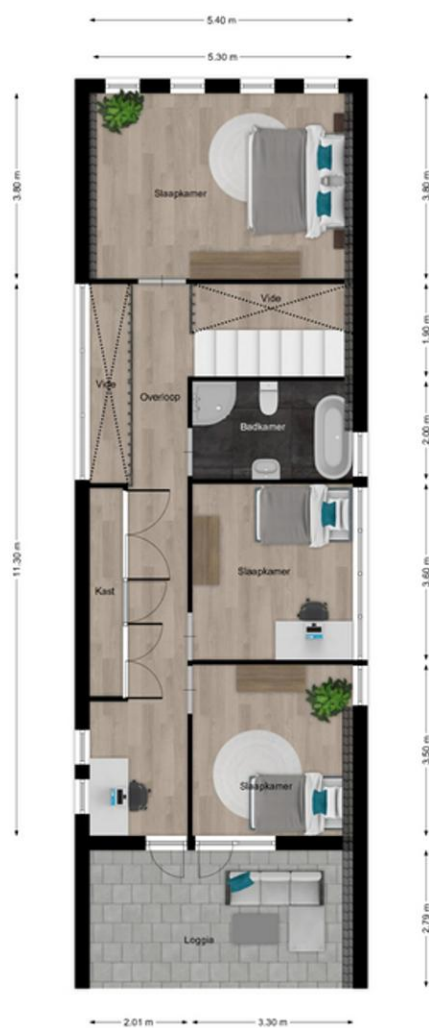 5.40 m
5.30 m
3.80 m
3.80 m
Slaapkamer
Vide
1.90 m
Vide
Overloop
2.00 m
Badkamer
11.30 m
Slaapkamer
3.60 m
Kast
3.50 m
Slaapkamer
Loggia
2.79 m
2.01 m
3.30 m